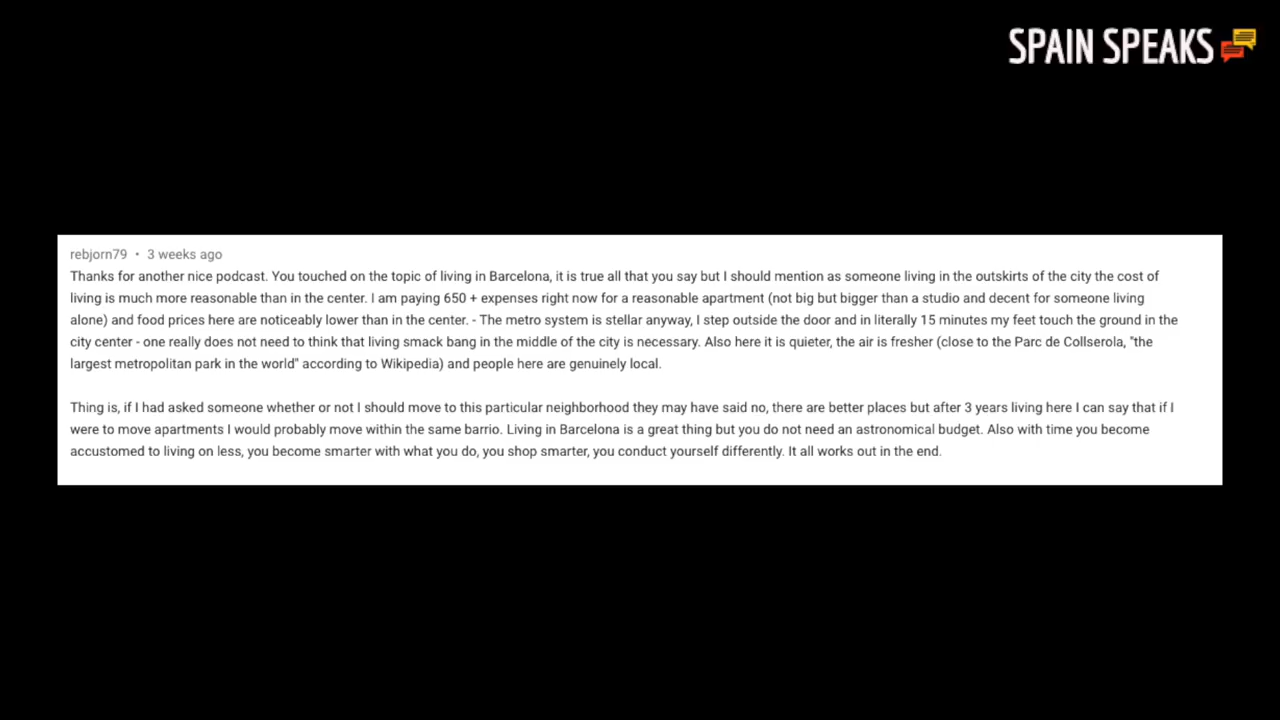 SPAIN SPEAKS
rebjorn79 • 3 weeks ago
Thanks for another nice podcast. You touched on the topic of living in Barcelona, it is true all that you say but I should mention as someone living in the outskirts of the city the cost of
living is much more reasonable than in the center. I am paying 650 + expenses right now for a reasonable apartment (not big but bigger than a studio and decent for someone living
alone) and food prices here are noticeably lower than in the center. - The metro system is stellar anyway, I step outside the door and in literally 15 minutes my feet touch the ground in the
city center - one really does not need to think that living smack bang in the middle of the city is necessary. Also here it is quieter, the air is fresher (close to the Parc de Collserola, "the
largest metropolitan park in the world" according to Wikipedia) and people here are genuinely local.
Thing is, if I had asked someone whether or not I should move to this particular neighborhood they may have said no, there are better places but after 3 years living here I can say that if I
were to move apartments I would probably move within the same barrio. Living in Barcelona is a great thing but you do not need an astronomical budget. Also with time you become
accustomed to living on less, you become smarter with what you do, you shop smarter, you conduct yourself differently. It all works out in the end.